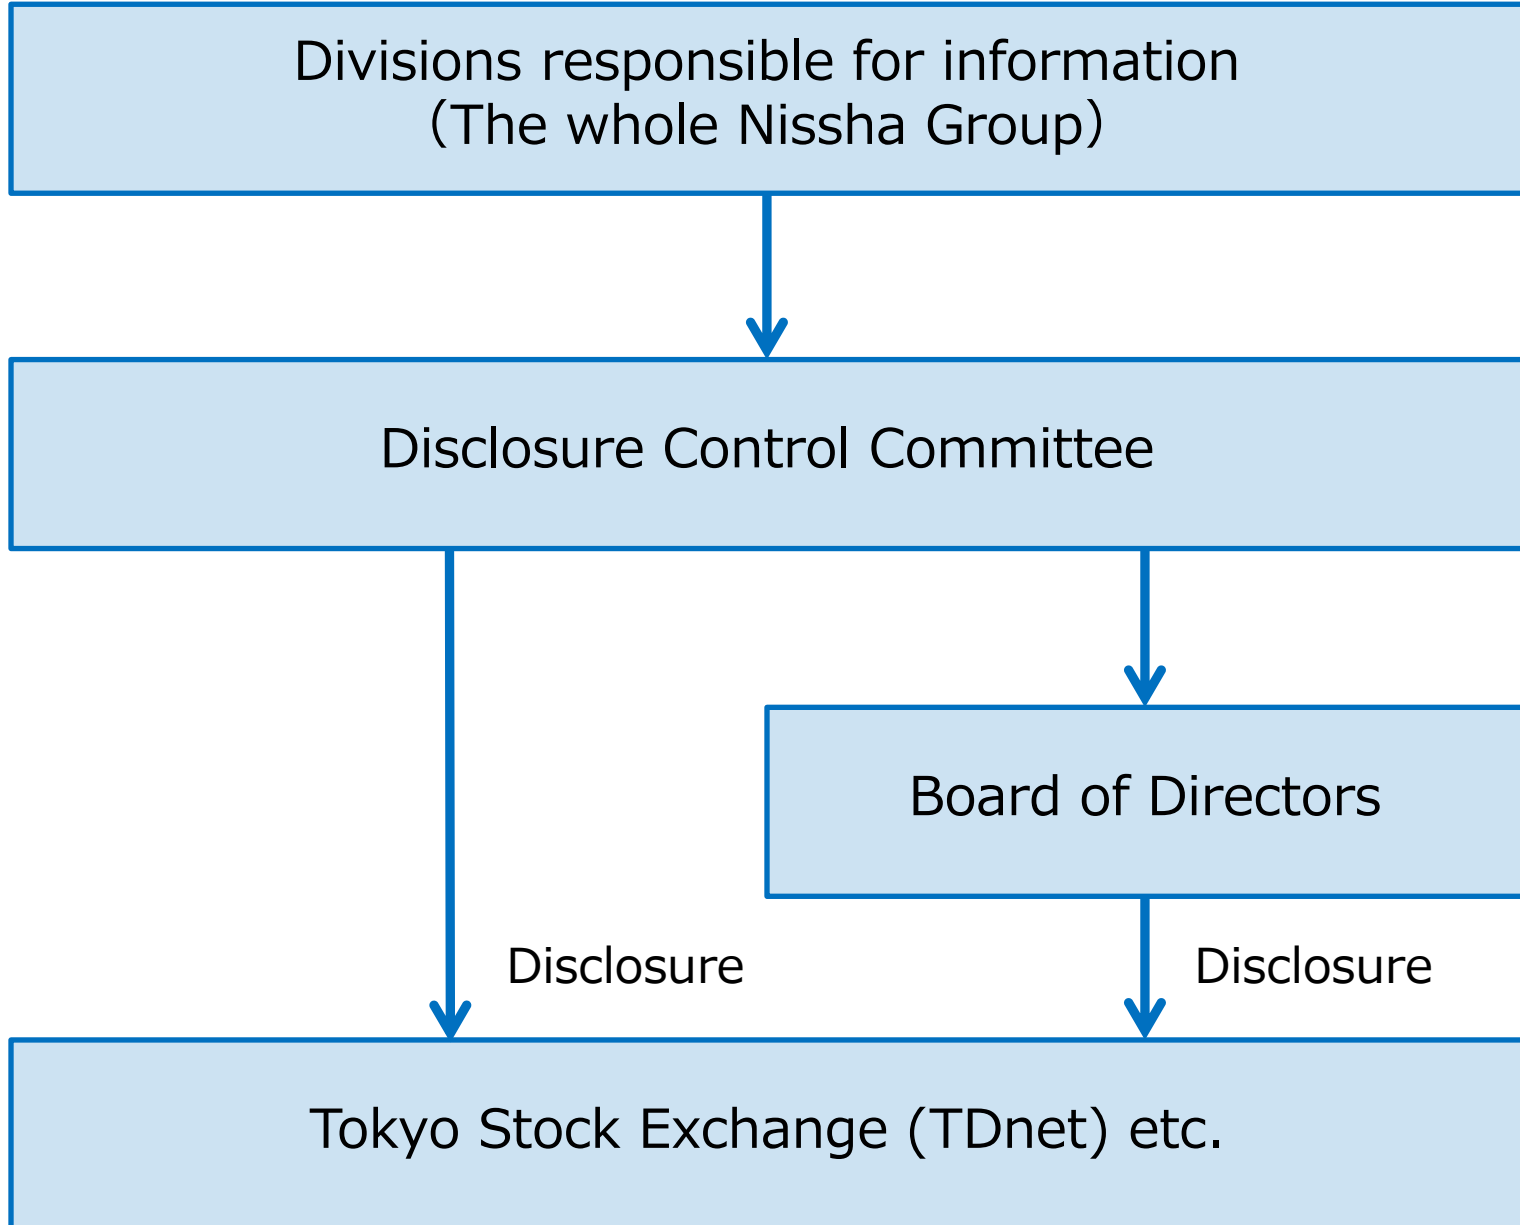 Divisions responsible for information
（The whole Nissha Group）
Disclosure Control Committee
Board of Directors
Disclosure
Disclosure
Tokyo Stock Exchange (TDnet) etc.